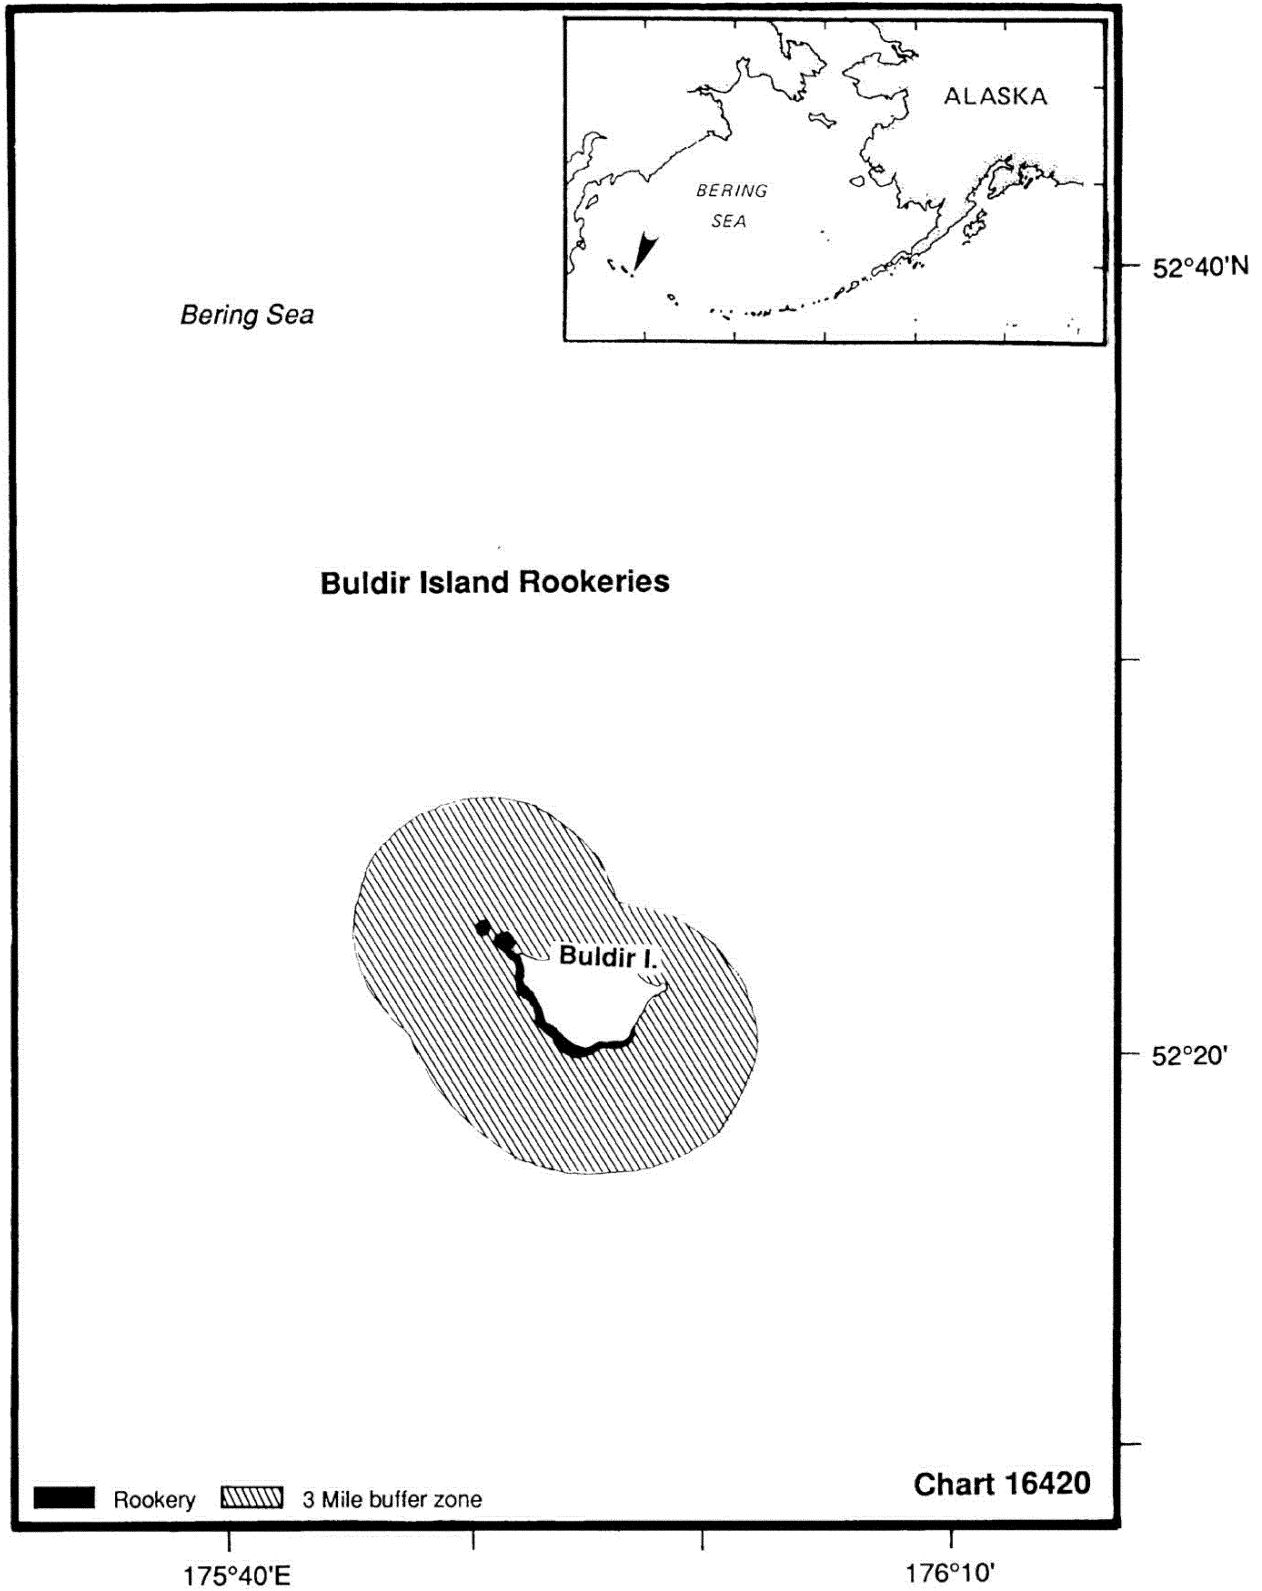 ALASKA
BERING
SEA
52°40'N
Bering Sea
Buldir Island Rookeries
Buldir I.
52°20'
Rookery
3 Mile buffer zone
Chart 16420
175°40'E
176°10'